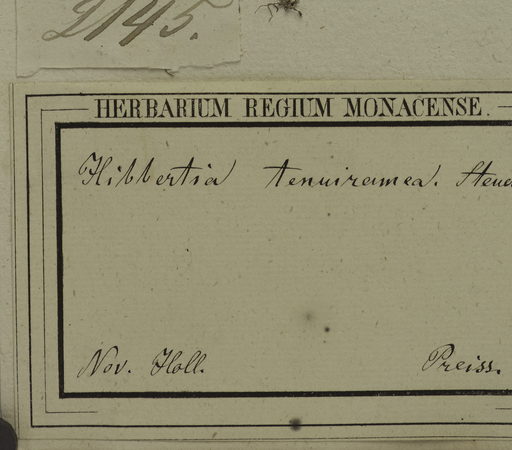 2145.
HERBARIUM REGIUM MONACENSE.
Hibbertia tenuiramea. Steud
Nov. Holl. Preiss.